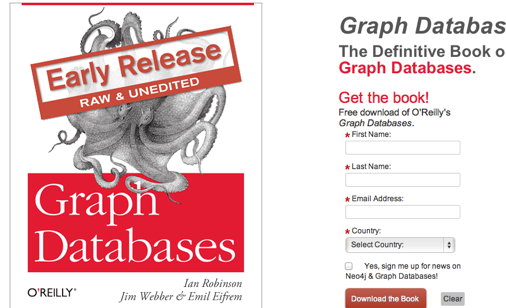 Early Release
RAW & UNEDITED
Graph
Databases
O'REILLY®
Ian Robinson
Jim Webber & Emil Eifrem
Graph Databas
The Definitive Book o
Graph Databases.
Get the book!
Free download of O'Reilly's
Graph Databases.
* First Name:
* Last Name:
* Email Address:
* Country:
Select Country:
Yes, sign me up for news on
Neo4j & Graph Databases!
Download the Book
Clear